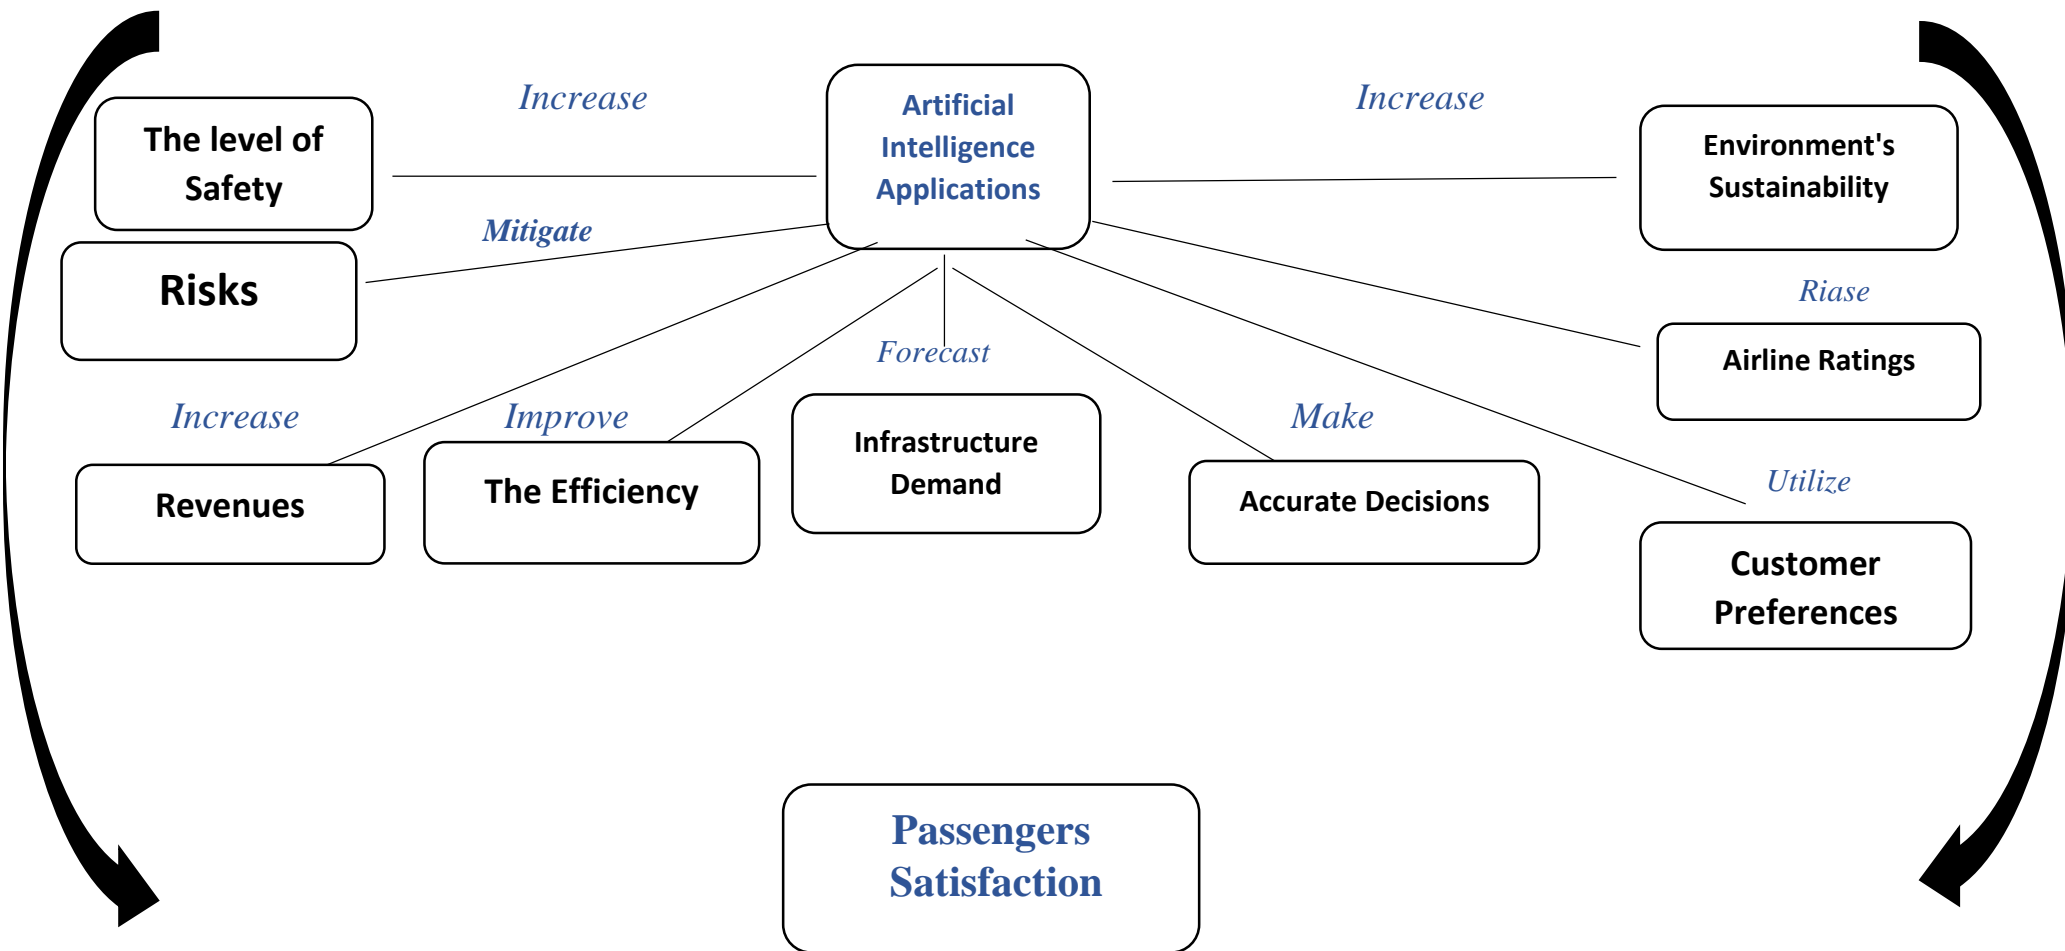 Increase
Artificial
Intelligence
Applications
Increase
The level of
Safety
Environment's
Sustainability
Mitigate
Risks
Riase
Airline Ratings
Forecast
Increase
Improve
Make
Infrastructure
Demand
Revenues
The Efficiency
Accurate Decisions
Utilize
Customer
Preferences
Passengers
Satisfaction